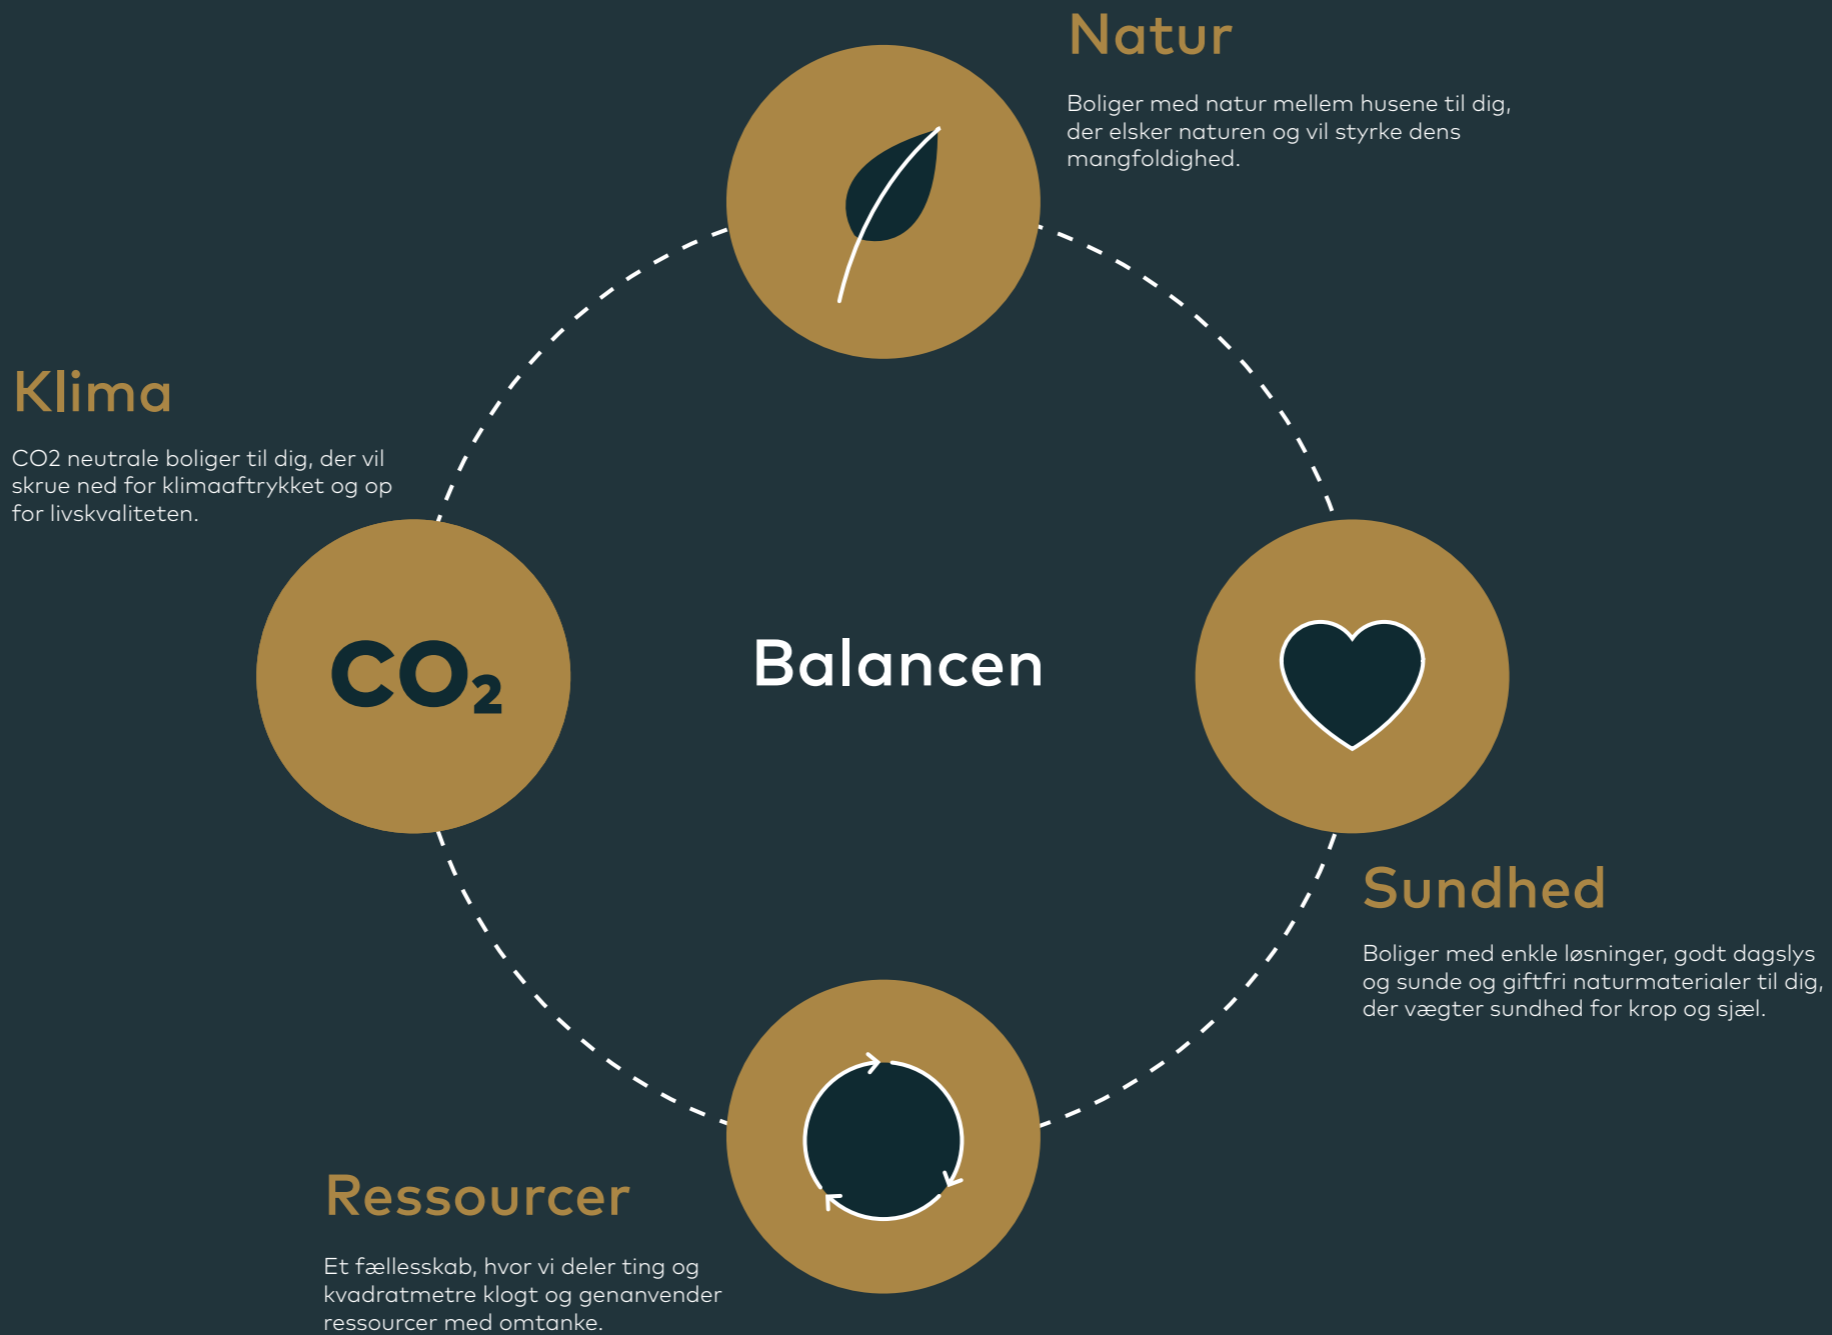 Natur
Boliger med natur mellem husene til dig,
der elsker naturen og vil styrke dens
mangfoldighed.
Klima
CO2 neutrale boliger til dig, der vil
skrue ned for klimaaftrykket og op
for livskvaliteten.
CO₂
Balancen
Sundhed
Boliger med enkle løsninger, godt dagslys
og sunde og giftfri naturmaterialer til dig,
der vægter sundhed for krop og sjæl.
Ressourcer
Et fællesskab, hvor vi deler ting og
kvadratmetre klogt og genanvender
ressourcer med omtanke.